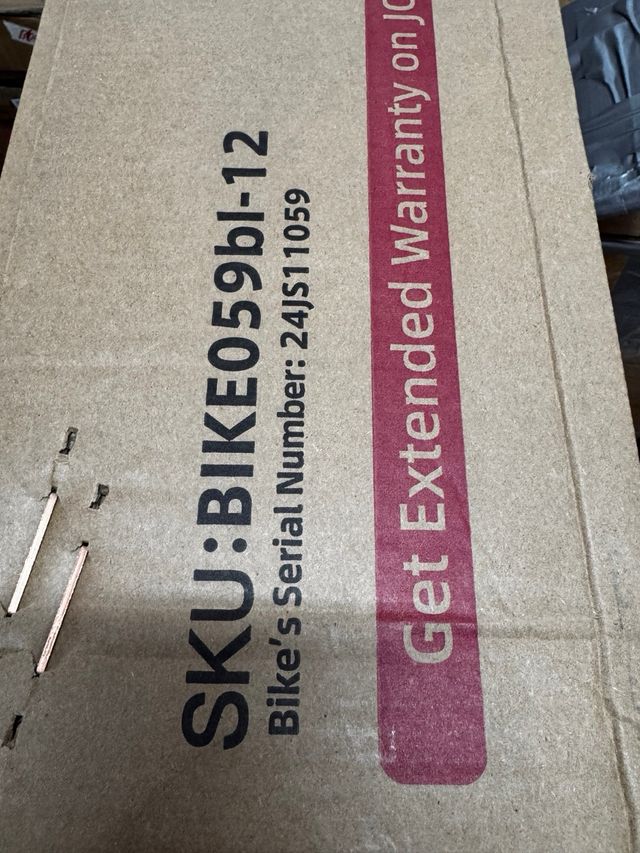 SKU:BIKE059bl-12
Bike's Serial Number: 24JS11059
Get Extended Warranty on